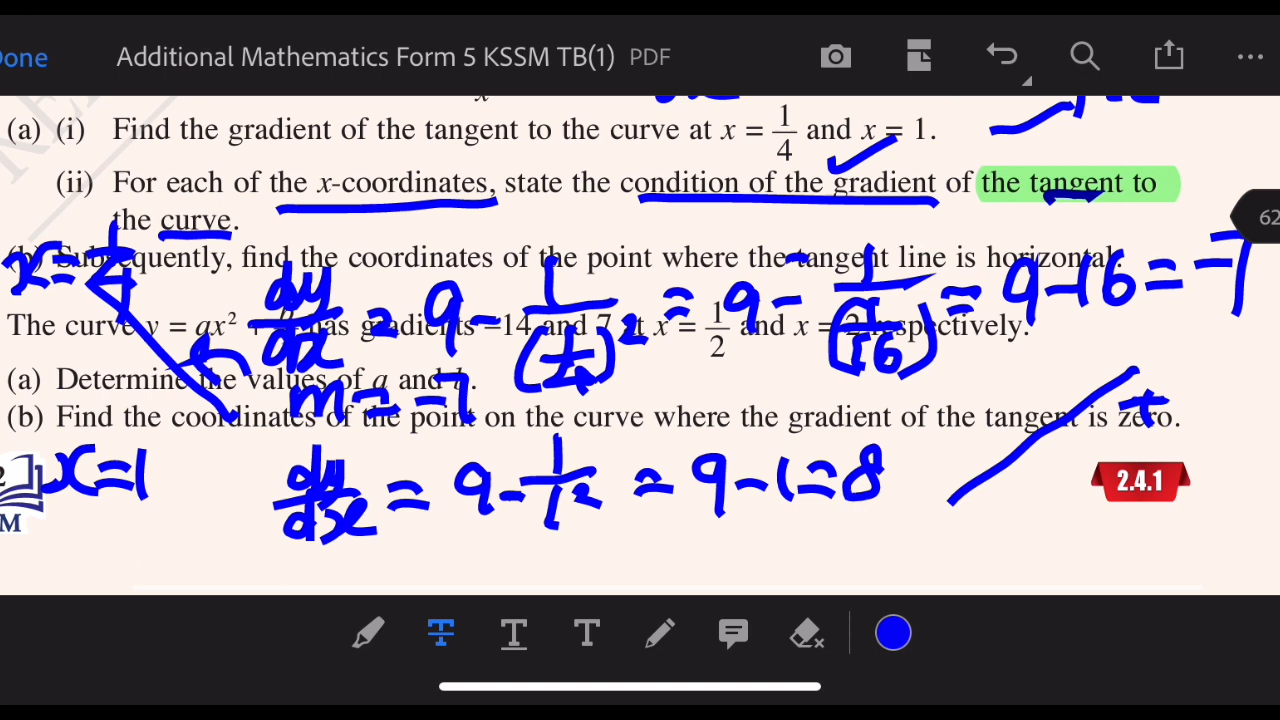 Done Additional Mathematics Form 5 KSSM TB(1) PDF
x
(a) (i) Find the gradient of the tangent to the curve at x = 1/4 and x = 1.
(ii) For each of the x-coordinates, state the condition of the gradient of the tangent to
the curve.
62
(b) Subsequently, find the coordinates of the point where the tangent line is horizontal.
x = 1/4
dy/dx = 9 - 1/(1/4)² = 9 - 1/(1/16) = 9 - 16 = -7
The curve y = ax² + has gradients –14 and 7 at x = 1/2 and x = 2 respectively.
(a) Determine the values of a and b.
m = -7
(b) Find the coordinates of the point on the curve where the gradient of the tangent is zero.
+
x = 1 dy/dx = 9 - 1/1² = 9 - 1 = 8
2.4.1
2
M
T T T